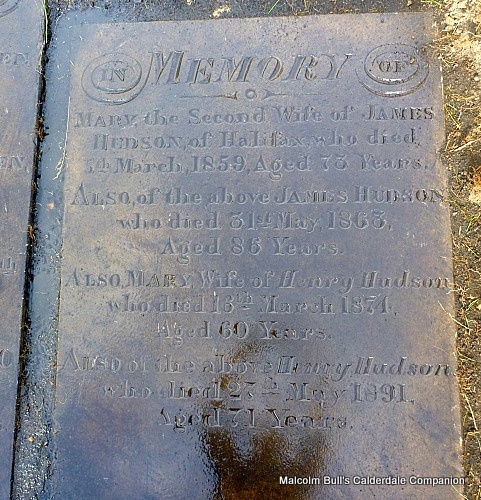 IN MEMORY OF
MARY, the Second Wife of JAMES
HUDSON, of Halifax, who died
5th March, 1859, Aged 73 Years.
ALSO, of the above JAMES HUDSON
who died 31st May, 1863,
Aged 86 Years.
ALSO, MARY, Wife of Henry Hudson
who died 16th March 1874,
Aged 60 Years.
ALSO of the above Henry Hudson
who died 27th May 1891.
Aged 71 Years.
Malcolm Bull's Calderdale Companion